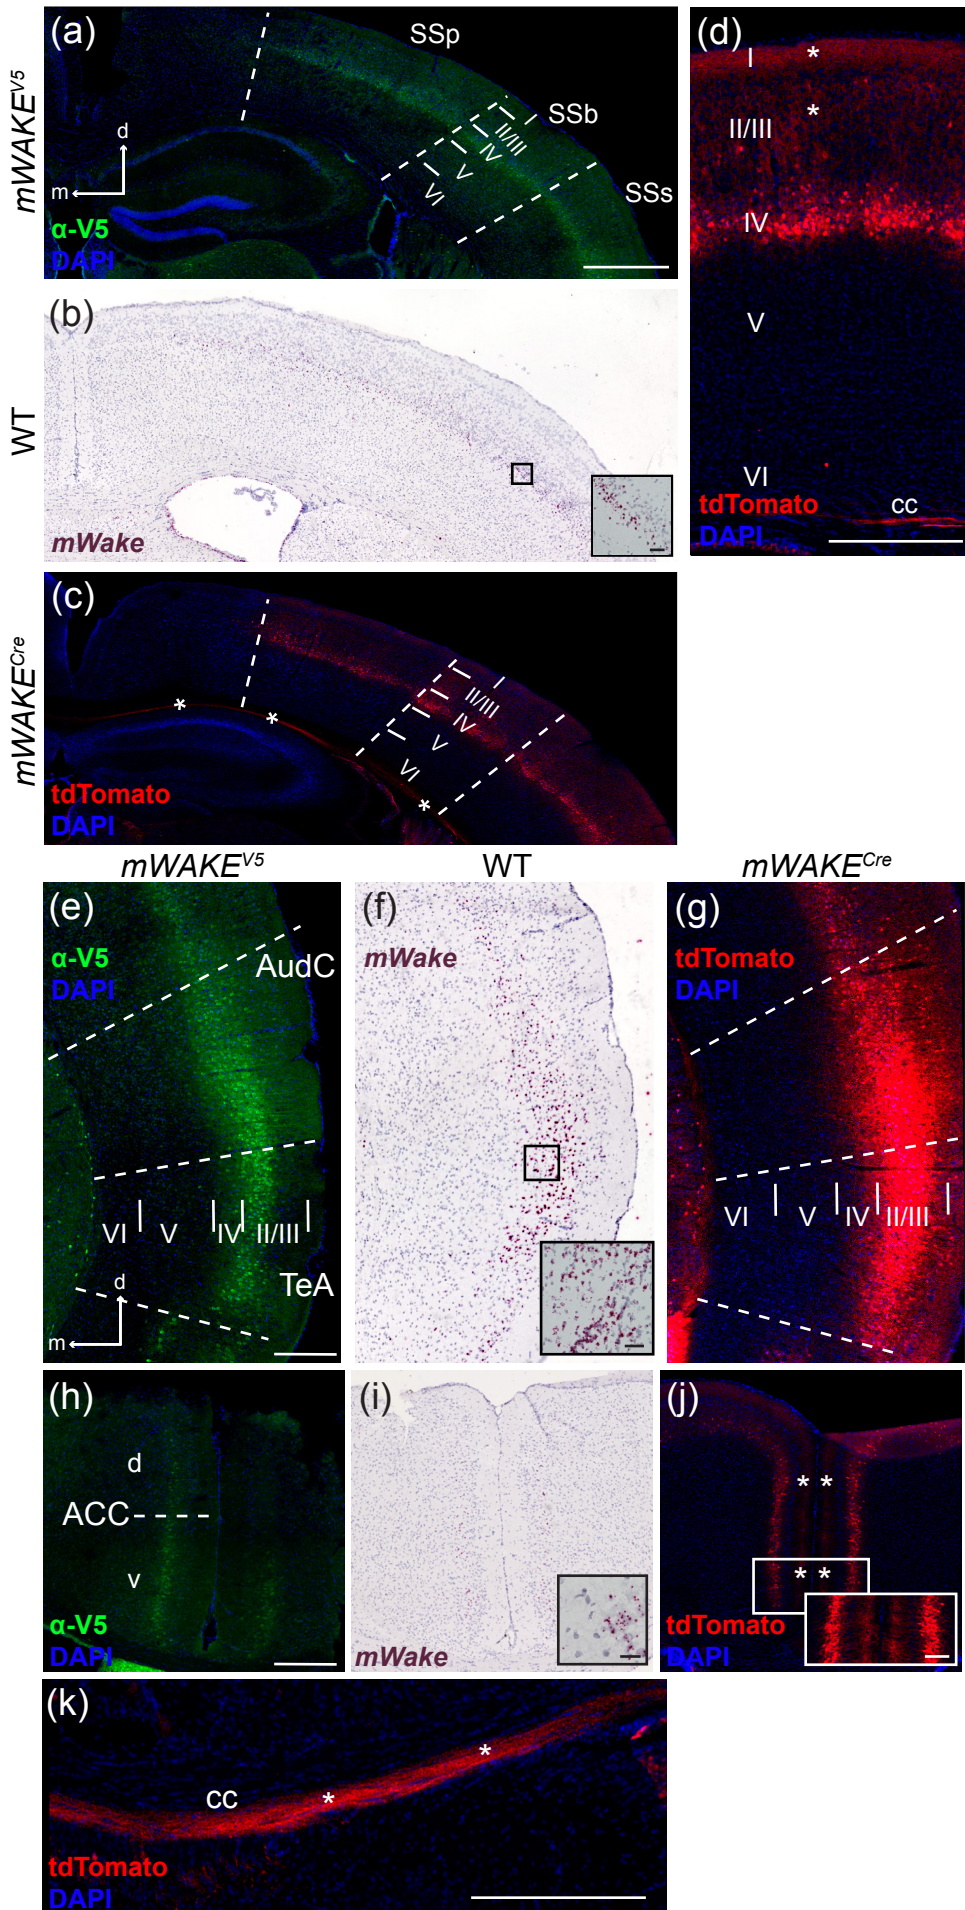 mWAKE^V5
(a)
SSp
SSb
SSs
I
II/III
IV
V
VI
d
m
α-V5
DAPI
(d)
*
I
*
II/III
IV
V
VI
cc
tdTomato
DAPI
WT
(b)
mWake
mWAKE^Cre
(c)
I
II/III
IV
V
VI
* * *
tdTomato
DAPI
mWAKE^V5
WT
mWAKE^Cre
(e)
α-V5
DAPI
AudC
VI V IV II/III
TeA
d
m
(f)
mWake
(g)
tdTomato
DAPI
VI V IV II/III
(h)
d
ACC
v
α-V5
DAPI
(i)
mWake
(j)
* *
* *
tdTomato
DAPI
(k)
*
cc *
tdTomato
DAPI